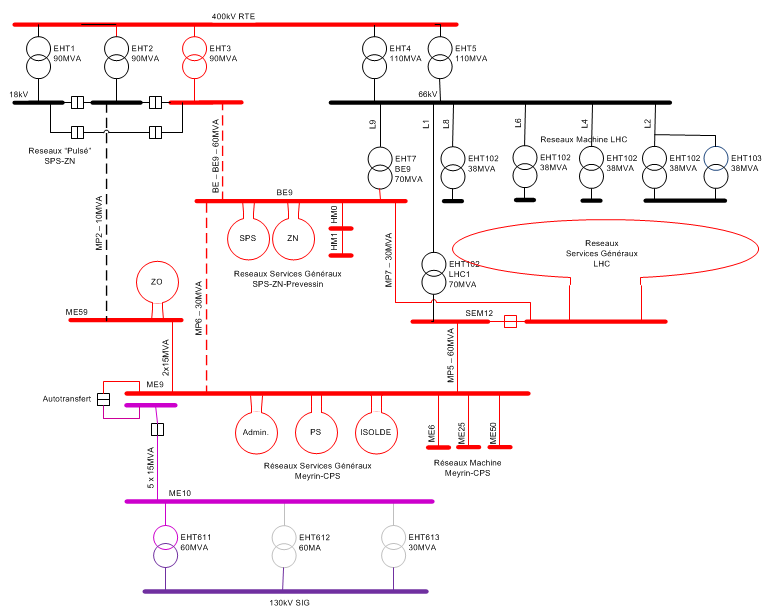 400kV RTE
EHT1
90MVA
EHT2
90MVA
EHT3
90MVA
EHT4
110MVA
EHT5
110MVA
18kV
66kV
Reseaux "Pulsé"
SPS-ZN
MP2 – 10MVA
BE – BE9 – 60MVA
L9
L1
L8
L6
L4
L2
Reseaux Machine LHC
EHT7
BE9
70MVA
EHT102
38MVA
EHT102
38MVA
EHT102
38MVA
EHT102
38MVA
EHT103
38MVA
BE9
SPS
ZN
HM0
HM1
Reseaux Services Généraux
SPS-ZN-Prevessin
MP7 – 30MVA
EHT102
LHC1
70MVA
Reseaux
Services Généraux
LHC
ZO
ME59
MP6 – 30MVA
SEM12
2x15MVA
MP5 – 60MVA
ME9
Autotransfert
Admin.
PS
ISOLDE
ME6
ME25
ME50
Réseaux Services Généraux
Meyrin-CPS
Réseaux Machine
Meyrin-CPS
5 x 15MVA
ME10
EHT611
60MVA
EHT612
60MA
EHT613
30MVA
130kV SIG